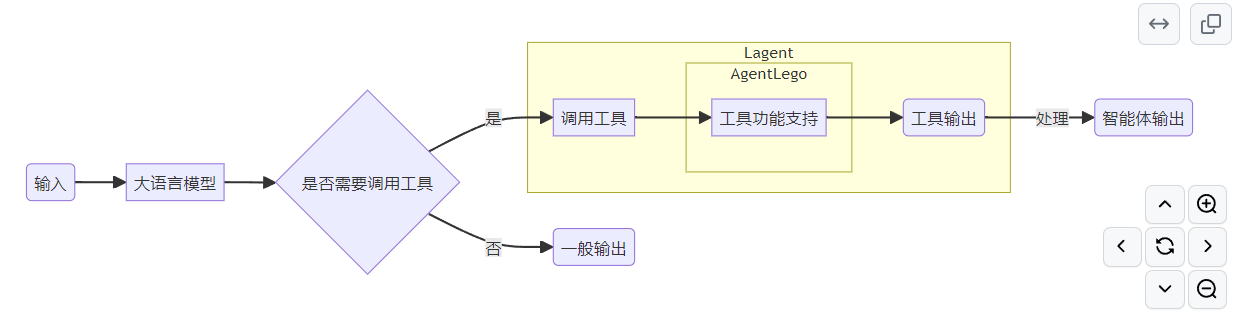 Lagent
AgentLego
是
调用工具
工具功能支持
工具输出
处理
智能体输出
输入
大语言模型
是否需要调用工具
否
一般输出